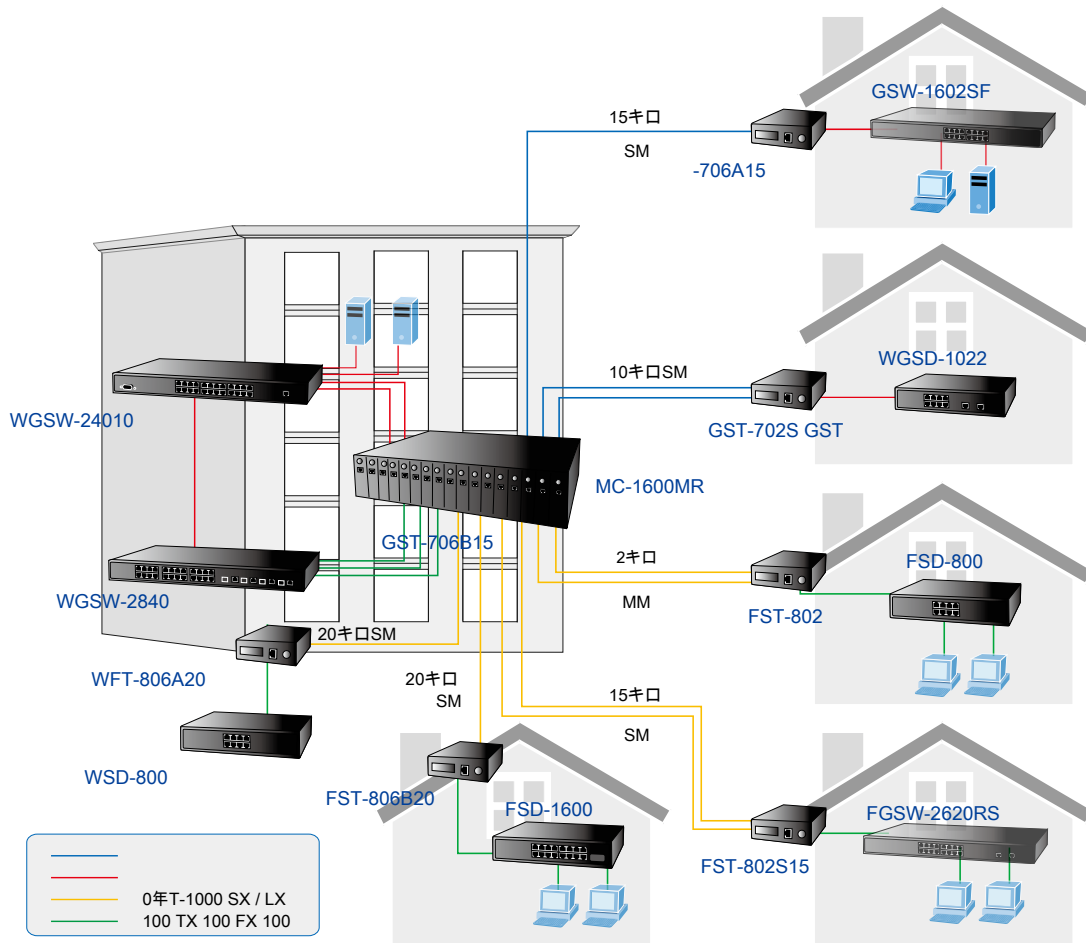 GSW-1602SF
15キロ
SM
-706A15
WGSD-1022
10キロSM
GST-702S GST
WGSW-24010
MC-1600MR
GST-706B15
2キロ
MM
FSD-800
FST-802
WGSW-2840
20キロSM
WFT-806A20
20キロ
SM
15キロ
SM
WSD-800
FST-806B20
FSD-1600
FGSW-2620RS
FST-802S15
0年T-1000 SX / LX
100 TX 100 FX 100